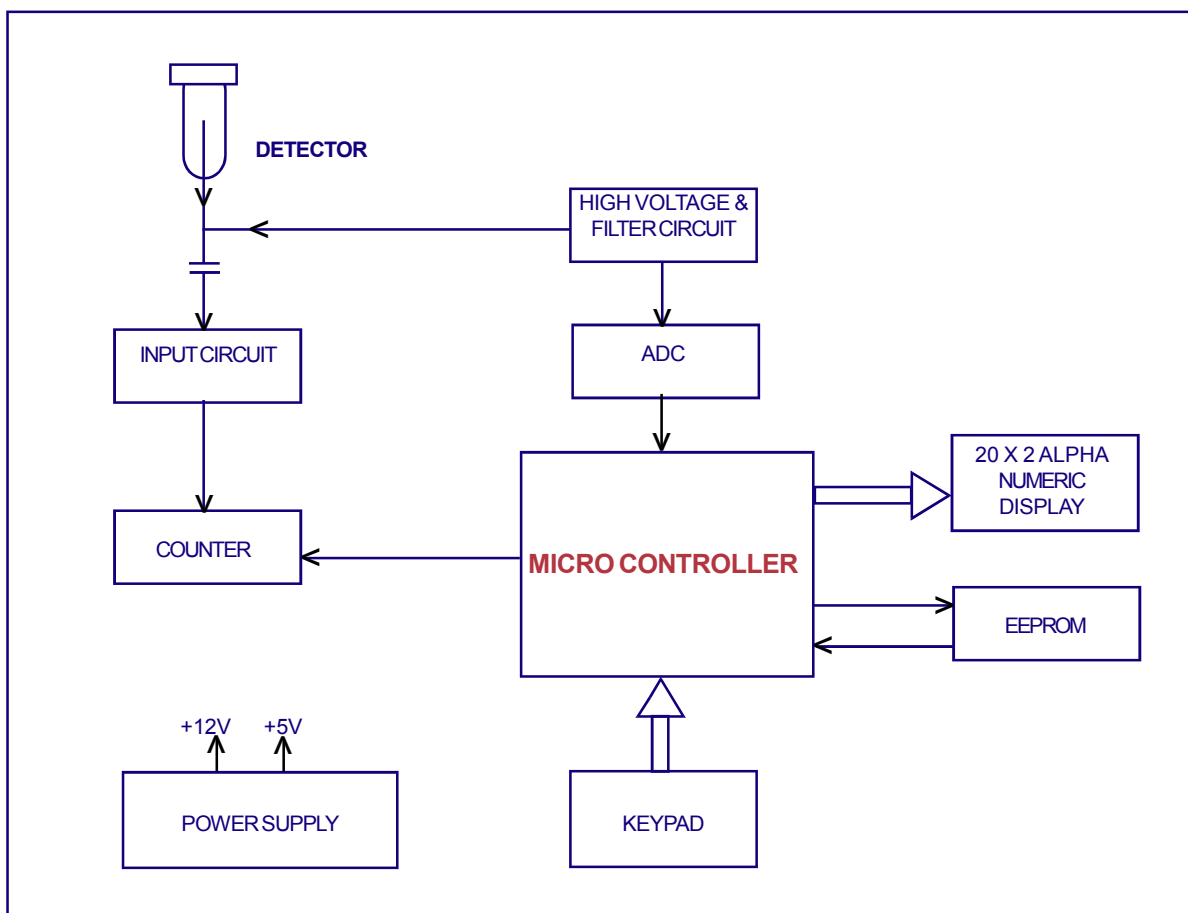 DETECTOR
HIGH VOLTAGE &
FILTER CIRCUIT
INPUT CIRCUIT
ADC
20 X 2 ALPHA
NUMERIC
DISPLAY
COUNTER
MICRO CONTROLLER
EEPROM
+12V +5V
POWER SUPPLY
KEYPAD